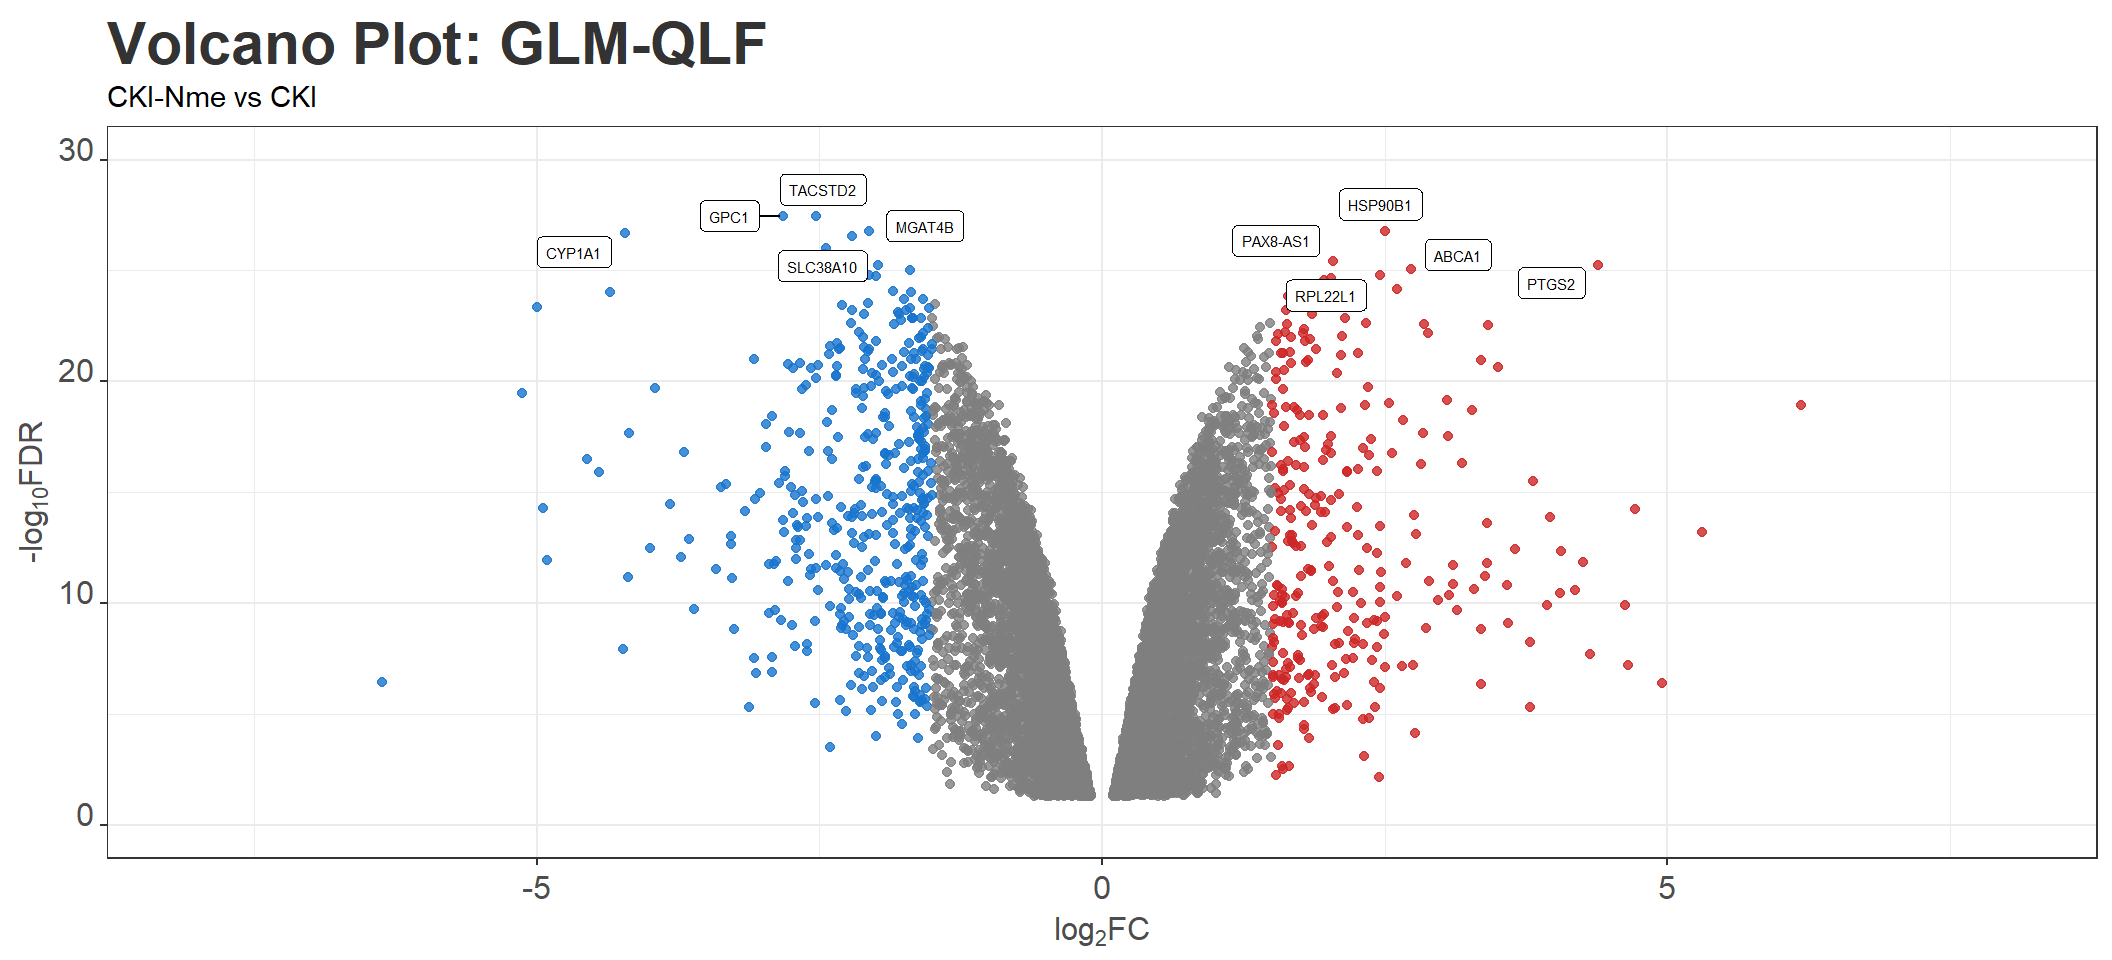 Volcano Plot: GLM-QLF
CKI-Nme vs CKI
30
20
10
0
-log10FDR
TACSTD2
GPC1
MGAT4B
CYP1A1
SLC38A10
HSP90B1
PAX8-AS1
ABCA1
PTGS2
RPL22L1
-5
0
5
log2FC